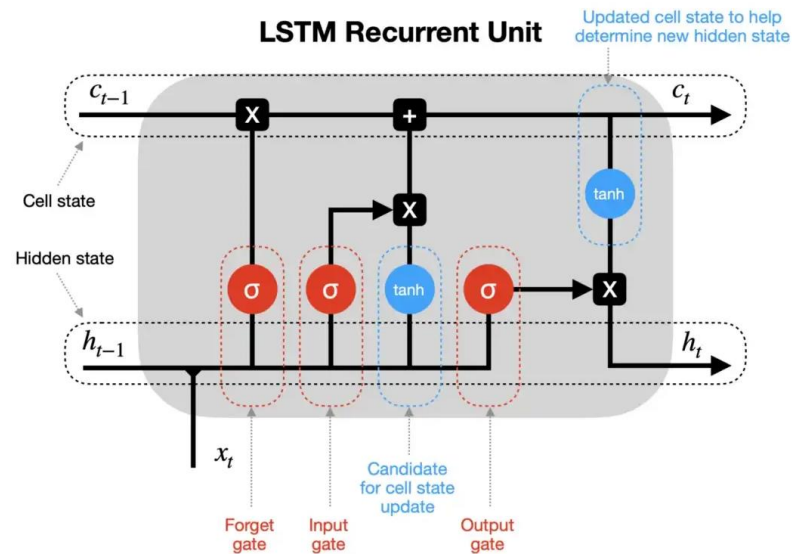 LSTM Recurrent Unit
Updated cell state to help
determine new hidden state
c_{t-1}
c_t
X
+
Cell state
X
tanh
Hidden state
σ
σ
tanh
σ
X
h_{t-1}
h_t
x_t
Candidate
for cell state
update
Forget
gate
Input
gate
Output
gate